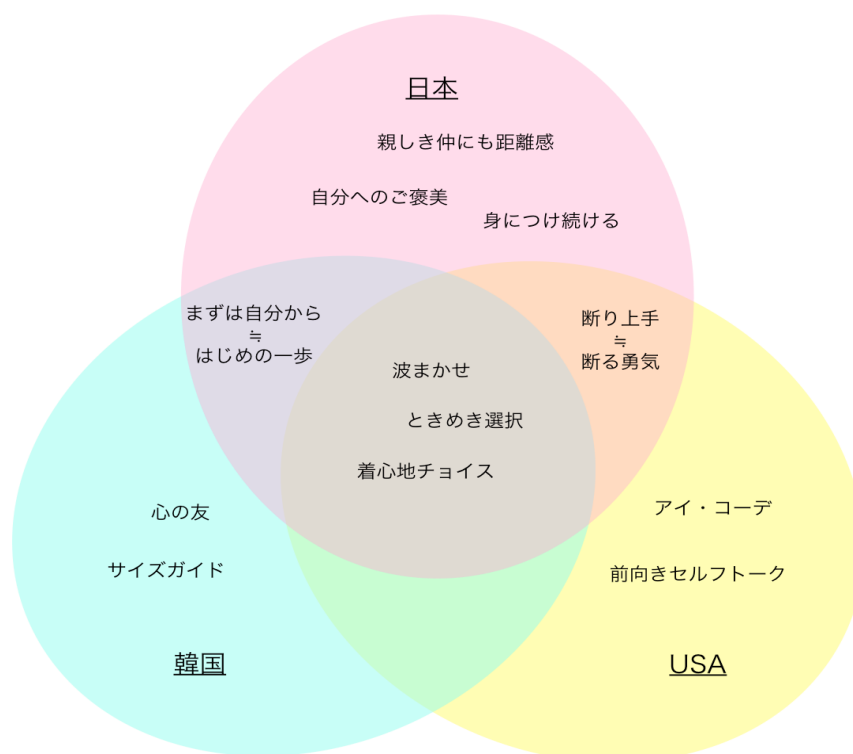 日本
親しき仲にも距離感
自分へのご褒美
身につけ続ける
まずは自分から
≒
はじめの一歩
断り上手
≒
断る勇気
波まかせ
ときめき選択
着心地チョイス
心の友
サイズガイド
アイ・コーデ
前向きセルフトーク
韓国
USA